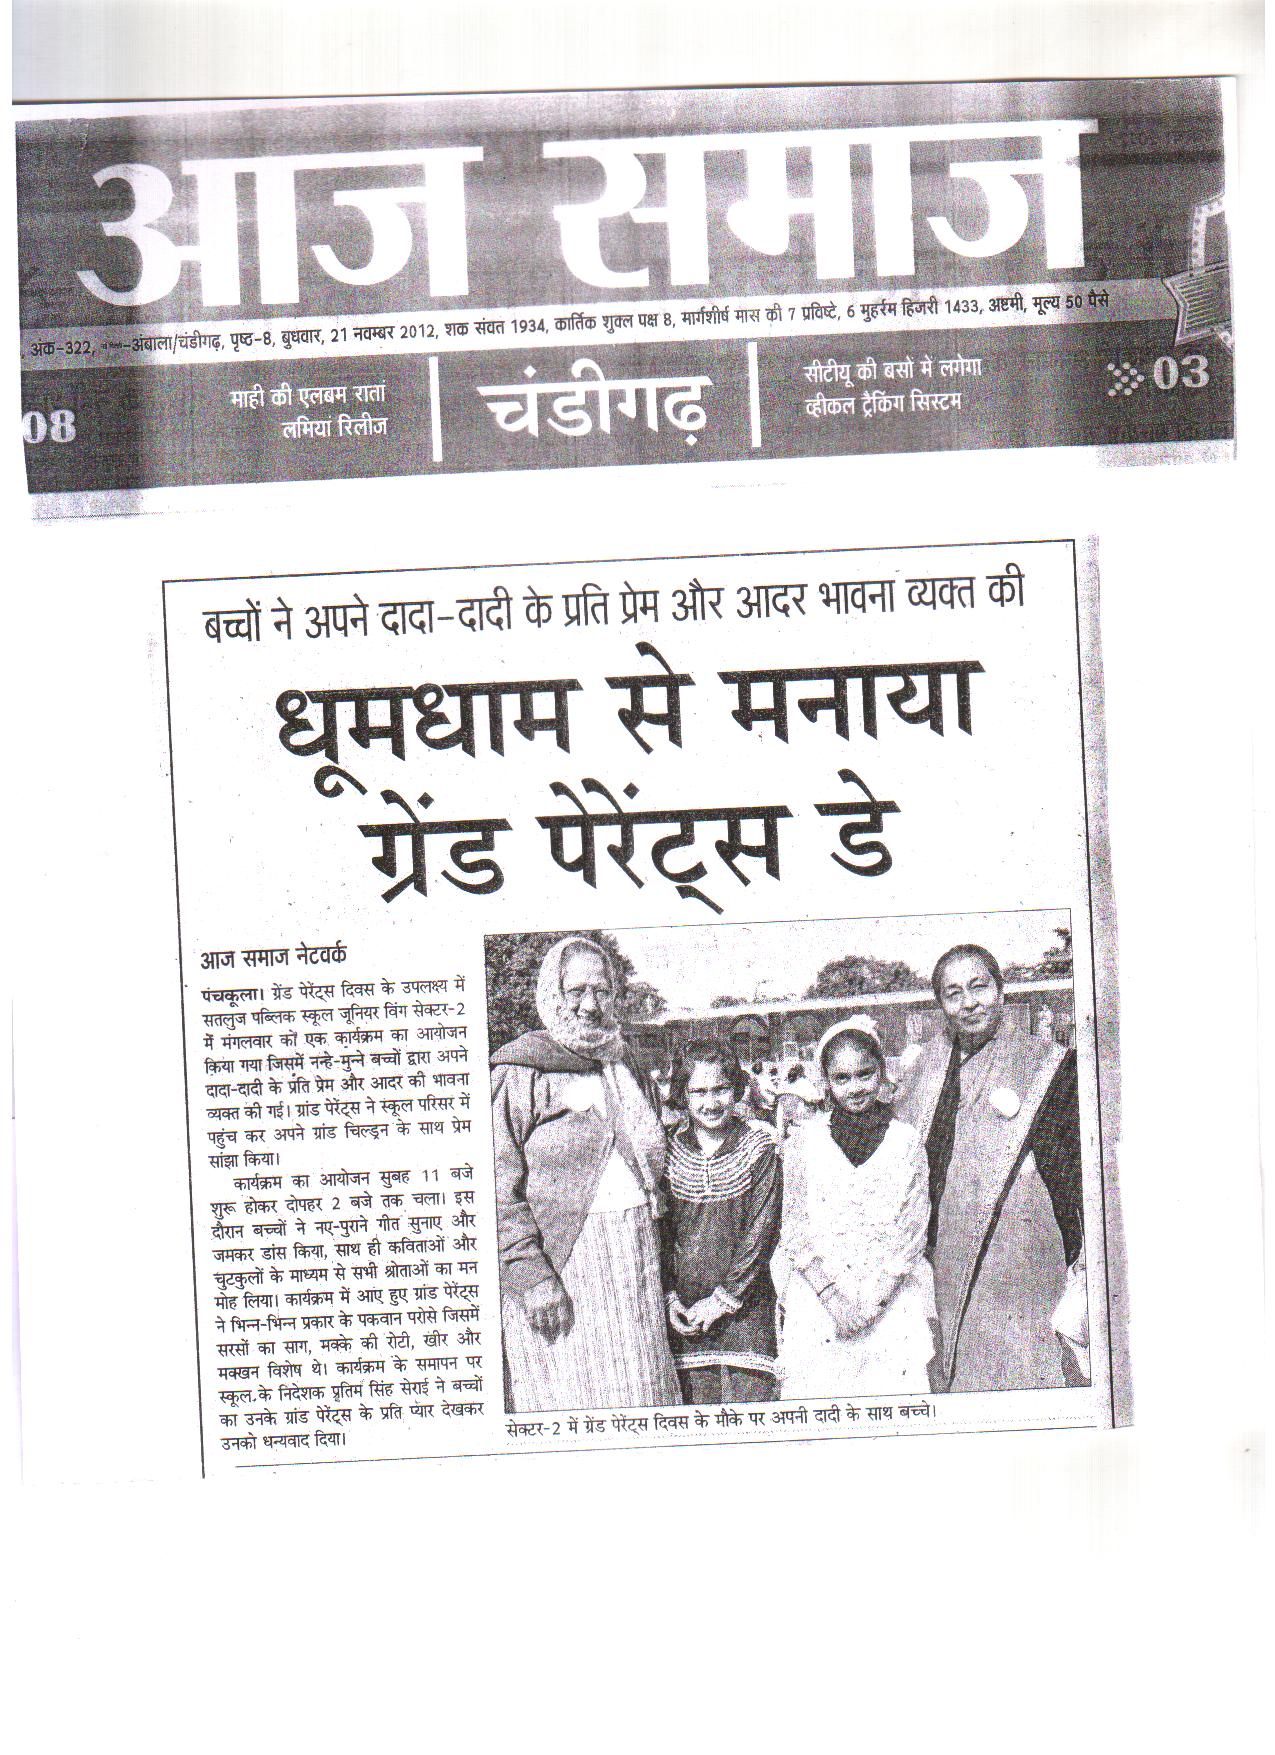 आज समाज
अंक-322, -अंबाला/चंडीगढ़, पृष्ठ-8, बुधवार, 21 नवम्बर 2012, शक संवत 1934, कार्तिक शुक्ल पक्ष 8, मार्गशीर्ष मास की 7 प्रविष्टे, 6 मुहर्रम हिजरी 1433, अष्टमी, मूल्य 50 पैसे
08
माही की एलबम राता
लमियां रिलीज
चंडीगढ़
सीटीयू की बसों में लगेगा
व्हीकल ट्रैकिंग सिस्टम
03
बच्चों ने अपने दादा-दादी के प्रति प्रेम और आदर भावना व्यक्त की
धूमधाम से मनाया
ग्रेंड पेरेंट्स डे
आज समाज नेटवर्क
पंचकूला। ग्रेंड पेरेंट्स दिवस के उपलक्ष्य में
सतलुज पब्लिक स्कूल जूनियर विंग सेक्टर-2
में मंगलवार को एक कार्यक्रम का आयोजन
किया गया जिसमें नन्हे-मुन्ने बच्चों द्वारा अपने
दादा-दादी के प्रति प्रेम और आदर की भावना
व्यक्त की गई। ग्रांड पेरेंट्स ने स्कूल परिसर में
पहुंच कर अपने ग्रांड चिल्ड्रन के साथ प्रेम
सांझा किया।
कार्यक्रम का आयोजन सुबह 11 बजे
शुरू होकर दोपहर 2 बजे तक चला। इस
दौरान बच्चों ने नए-पुराने गीत सुनाए और
जमकर डांस किया, साथ ही कविताओं और
चुटकुलों के माध्यम से सभी श्रोताओं का मन
मोह लिया। कार्यक्रम में आए हुए ग्रांड पेरेंट्स
ने भिन्न-भिन्न प्रकार के पकवान परोसे जिसमें
सरसों का साग, मक्के की रोटी, खीर और
मक्खन विशेष थे। कार्यक्रम के समापन पर
स्कूल के निदेशक प्रतिम सिंह सेराई ने बच्चों
का उनके ग्रांड पेरेंट्स के प्रति प्यार देखकर
उनको धन्यवाद दिया।
सेक्टर-2 में ग्रेंड पेरेंट्स दिवस के मौके पर अपनी दादी के साथ बच्चे।